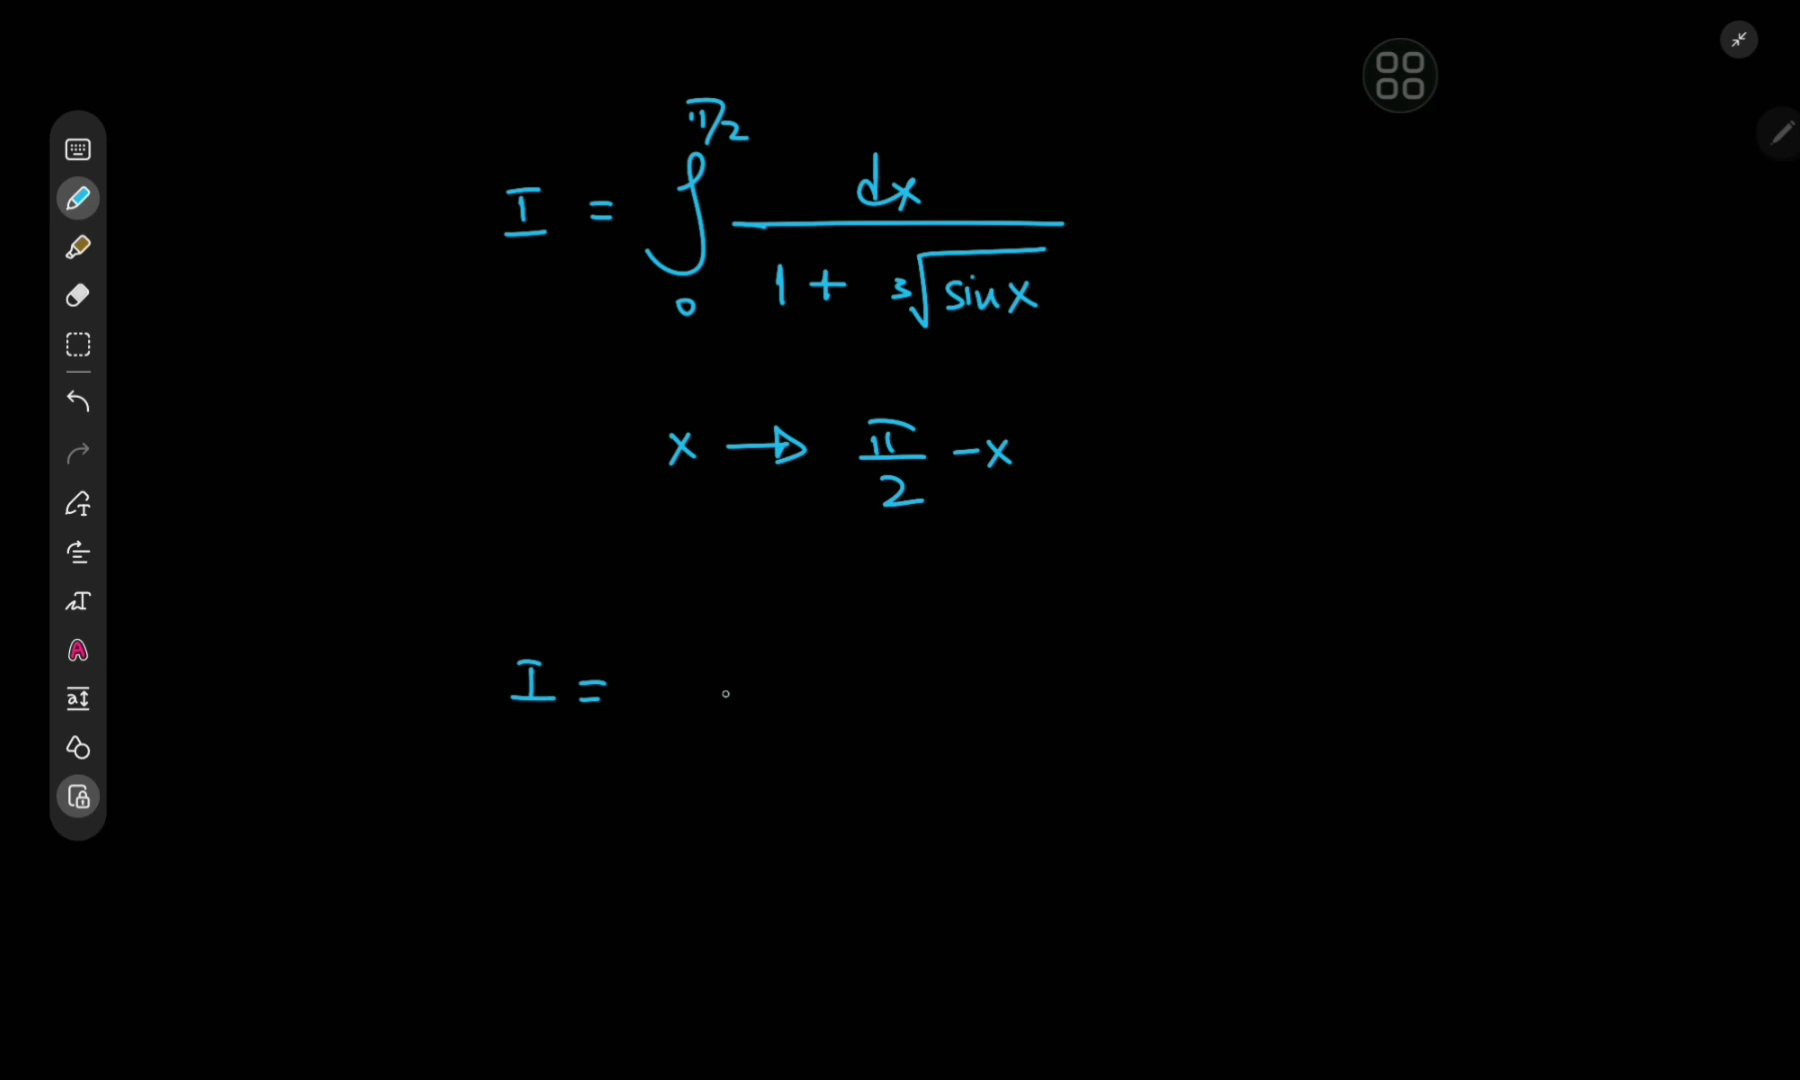 I = ∫₀^{π/2} dx / (1 + ∛(sin x))
x → π/2 - x
I =